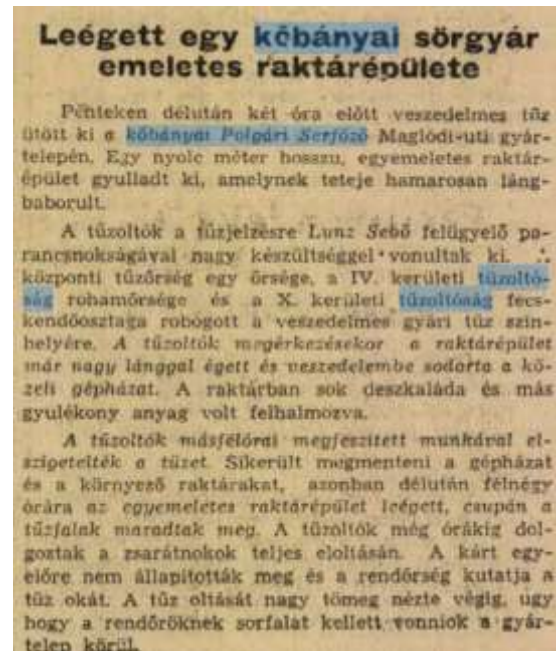 Leégett egy kőbányai sörgyár
emeletes raktárépülete
Pénteken délután két óra előtt veszedelmes tűz
ütött ki a kőbányai Polgári Serfőző Maglódi-uti gyár-
telepén. Egy nyolc méter hosszu, egyemeletes raktár-
épület gyulladt ki, amelynek teteje hamarosan láng-
baborult.
A tűzoltók a tűzjelzésre Lunz Sebő felügyelő pa-
rancsnokságával nagy készültséggel vonultak ki. A
központi tűzőrség egy őrsége, a IV. kerületi tűzoltó-
ság rohamőrsége és a X. kerületi tűzoltóság fecs-
kendőosztaga robogott a veszedelmes gyári tűz szin-
helyére. A tűzoltók megérkezésekor a raktárépület
már nagy lánggal égett és veszedelembe sodorta a kö-
zeli gépházat. A raktárban sok deszkaláda és más
gyulékony anyag volt felhalmozva.
A tűzoltók másfélórai megfeszitett munkával el-
szigetelték a tüzet. Sikerült megmenteni a gépházat
és a környező raktárakat, azonban délután félnégy
órára az egyemeletes raktárépület leégett, csupán a
tűzfalak maradtak meg. A tűzoltók még órákig dol-
goztak a zsarátnokok teljes eloltásán. A kárt egy-
előre nem állapitották meg és a rendőrség kutatja a
tűz okát. A tűz oltását nagy tömeg nézte végig, ugy
hogy a rendőröknek sorfalat kellett vonniok a gyár-
telep körül.